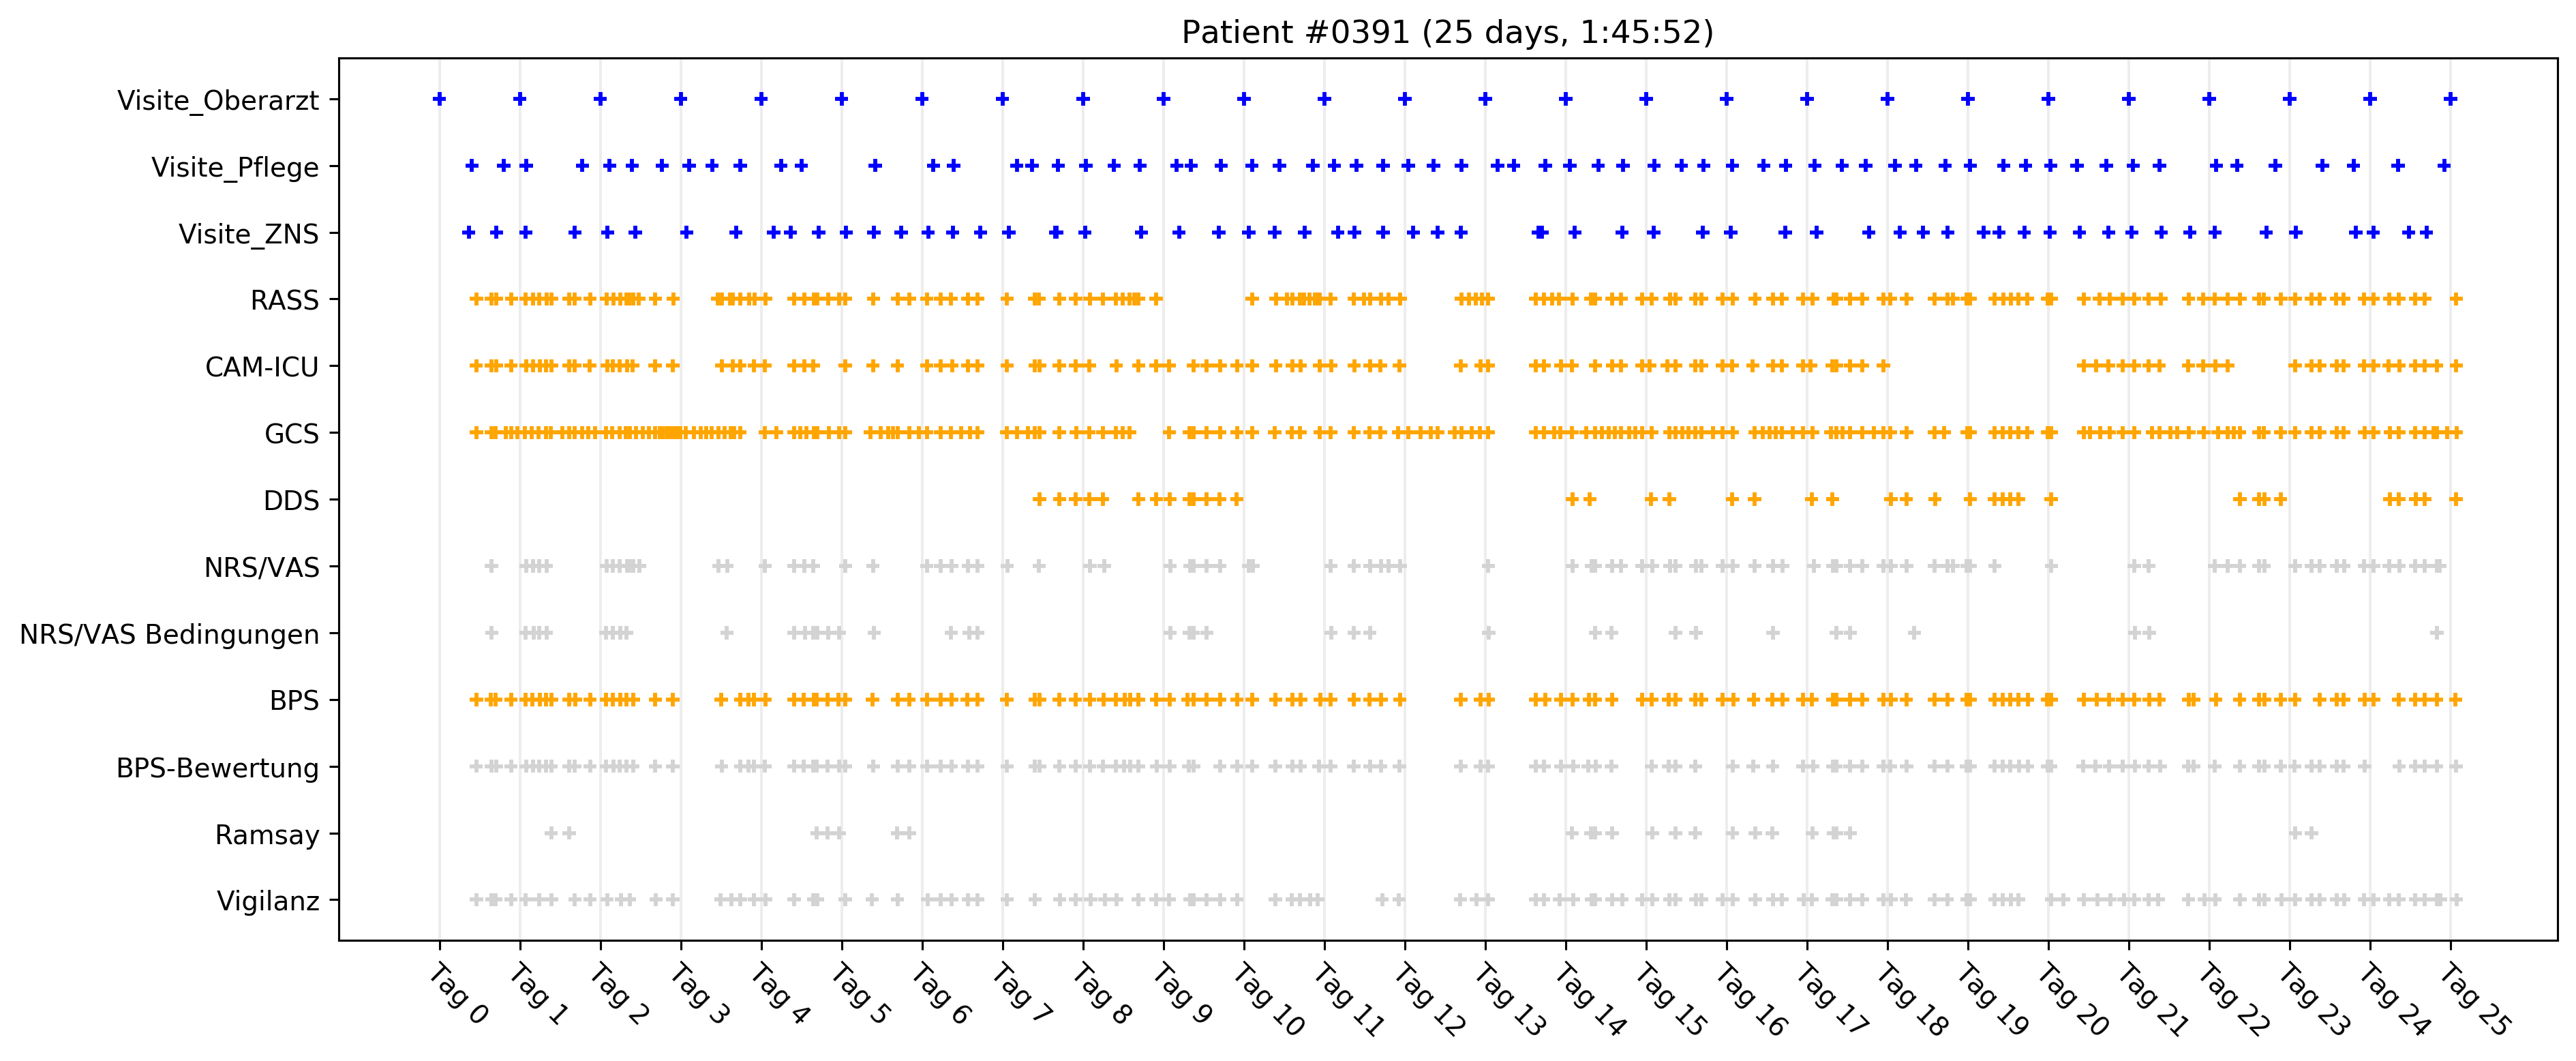 Patient #0391 (25 days, 1:45:52)
Visite_Oberarzt
Visite_Pflege
Visite_ZNS
RASS
CAM-ICU
GCS
DDS
NRS/VAS
NRS/VAS Bedingungen
BPS
BPS-Bewertung
Ramsay
Vigilanz
Tag 0
Tag 1
Tag 2
Tag 3
Tag 4
Tag 5
Tag 6
Tag 7
Tag 8
Tag 9
Tag 10
Tag 11
Tag 12
Tag 13
Tag 14
Tag 15
Tag 16
Tag 17
Tag 18
Tag 19
Tag 20
Tag 21
Tag 22
Tag 23
Tag 24
Tag 25